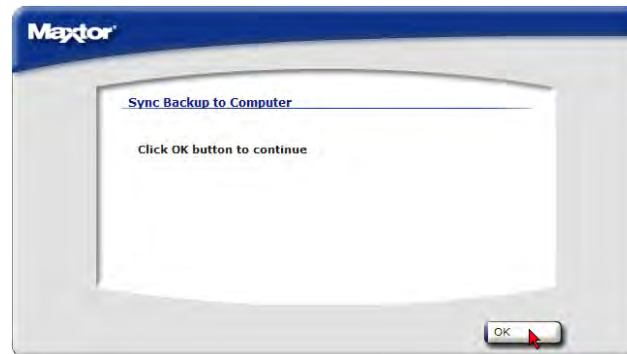 Maxtor
Sync Backup to Computer
Click OK button to continue
OK